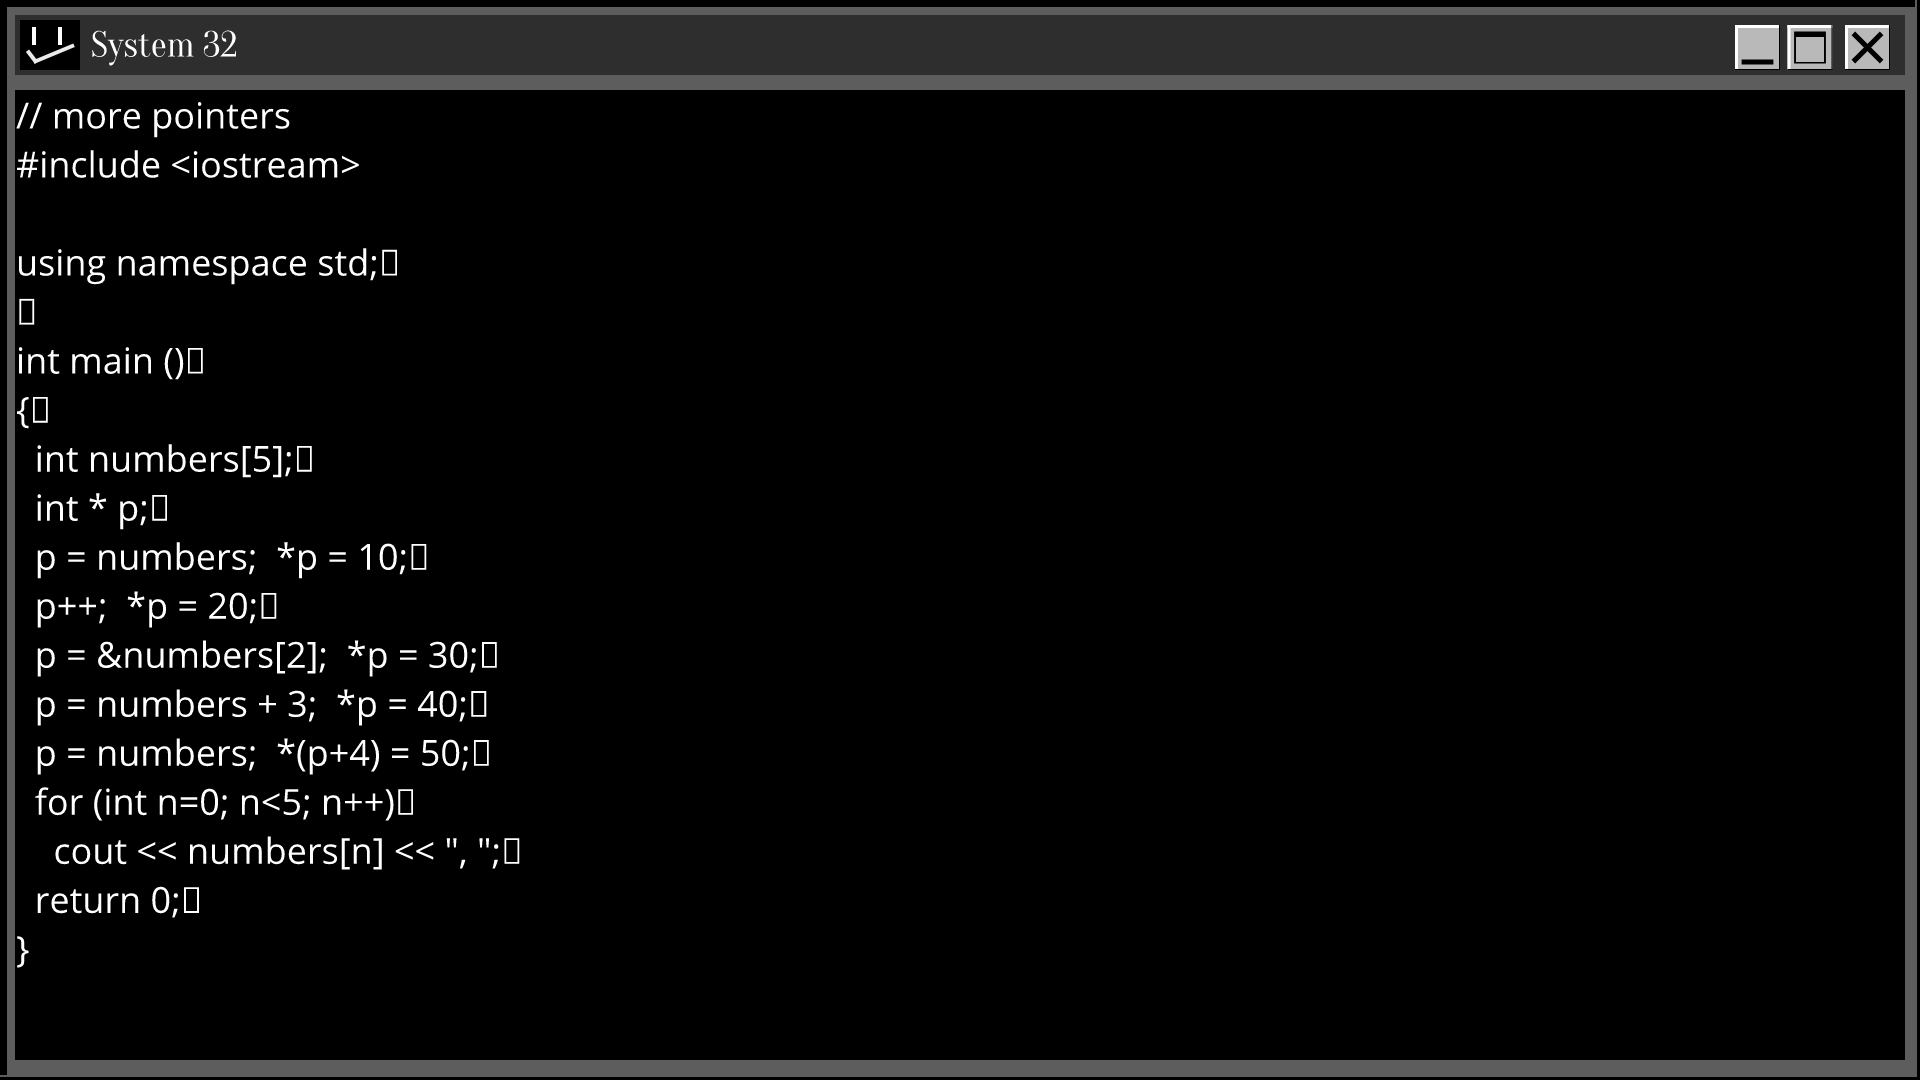 System 32
// more pointers
#include <iostream>

using namespace std;▯
▯
int main ()▯
{▯
  int numbers[5];▯
  int * p;▯
  p = numbers;  *p = 10;▯
  p++;  *p = 20;▯
  p = &numbers[2];  *p = 30;▯
  p = numbers + 3;  *p = 40;▯
  p = numbers;  *(p+4) = 50;▯
  for (int n=0; n<5; n++)▯
    cout << numbers[n] << ", ";▯
  return 0;▯
}